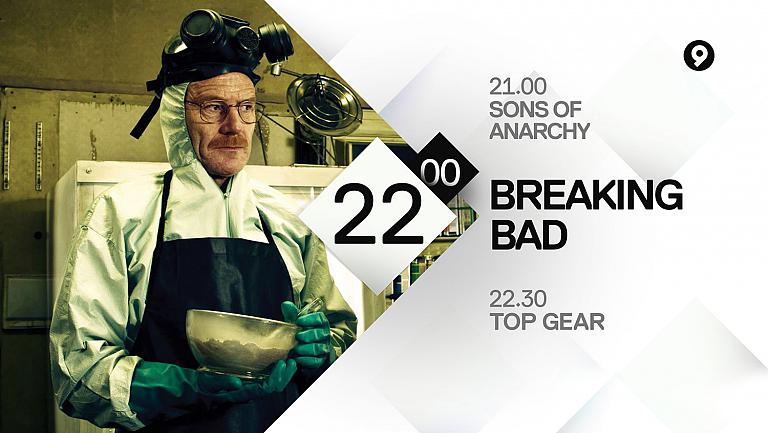 9
21.00
SONS OF
ANARCHY
22 00
BREAKING
BAD
22.30
TOP GEAR